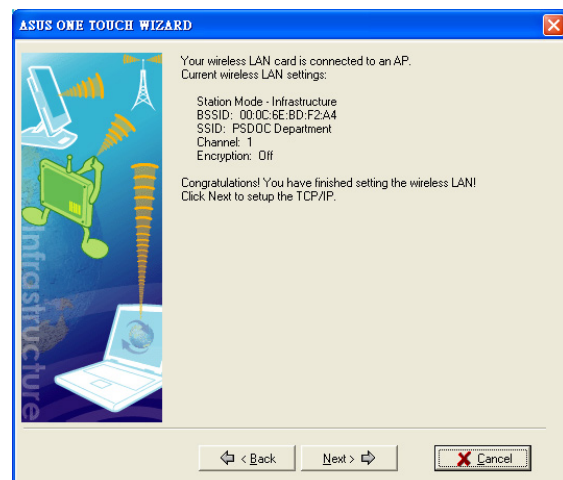 ASUS ONE TOUCH WIZARD
Your wireless LAN card is connected to an AP.
Current wireless LAN settings:
Station Mode - Infrastructure
BSSID: 00:0C:6E:BD:F2:A4
SSID: PSDOC Department
Channel: 1
Encryption: Off
Congratulations! You have finished setting the wireless LAN!
Click Next to setup the TCP/IP.
infrastructure
< Back
Next >
Cancel